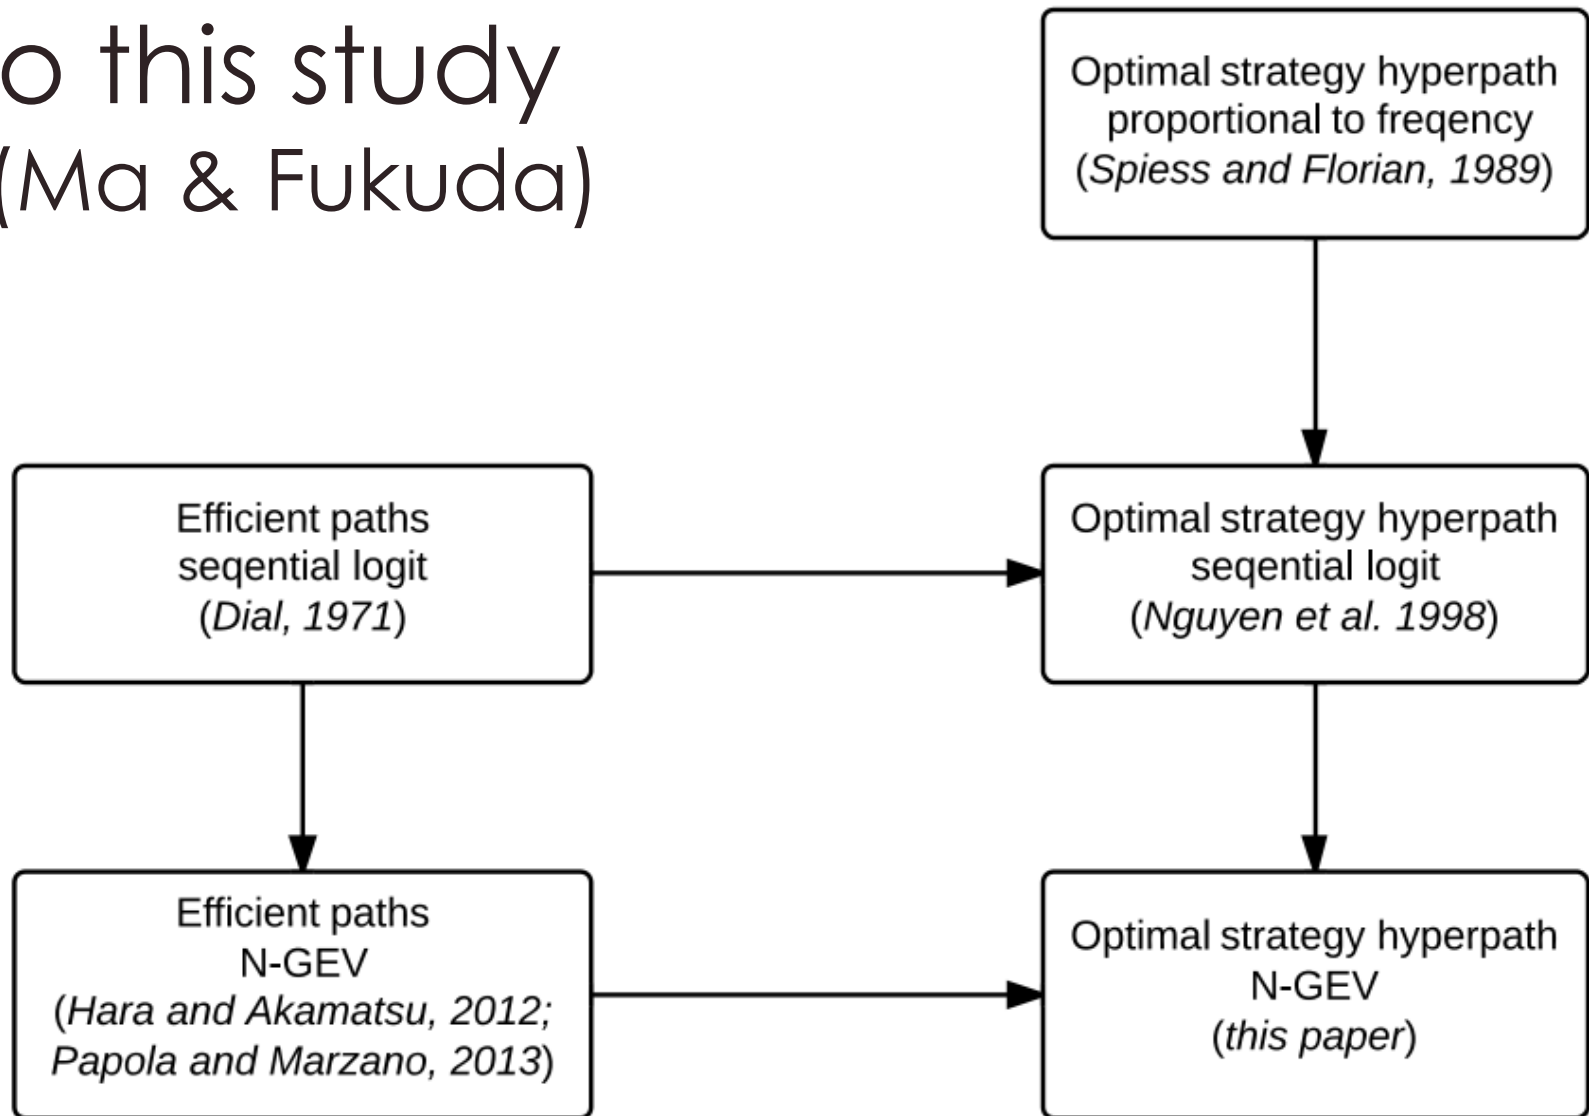 o this study
(Ma & Fukuda)
Optimal strategy hyperpath
proportional to freqency
(Spiess and Florian, 1989)
Efficient paths
seqential logit
(Dial, 1971)
Optimal strategy hyperpath
seqential logit
(Nguyen et al. 1998)
Efficient paths
N-GEV
(Hara and Akamatsu, 2012;
Papola and Marzano, 2013)
Optimal strategy hyperpath
N-GEV
(this paper)